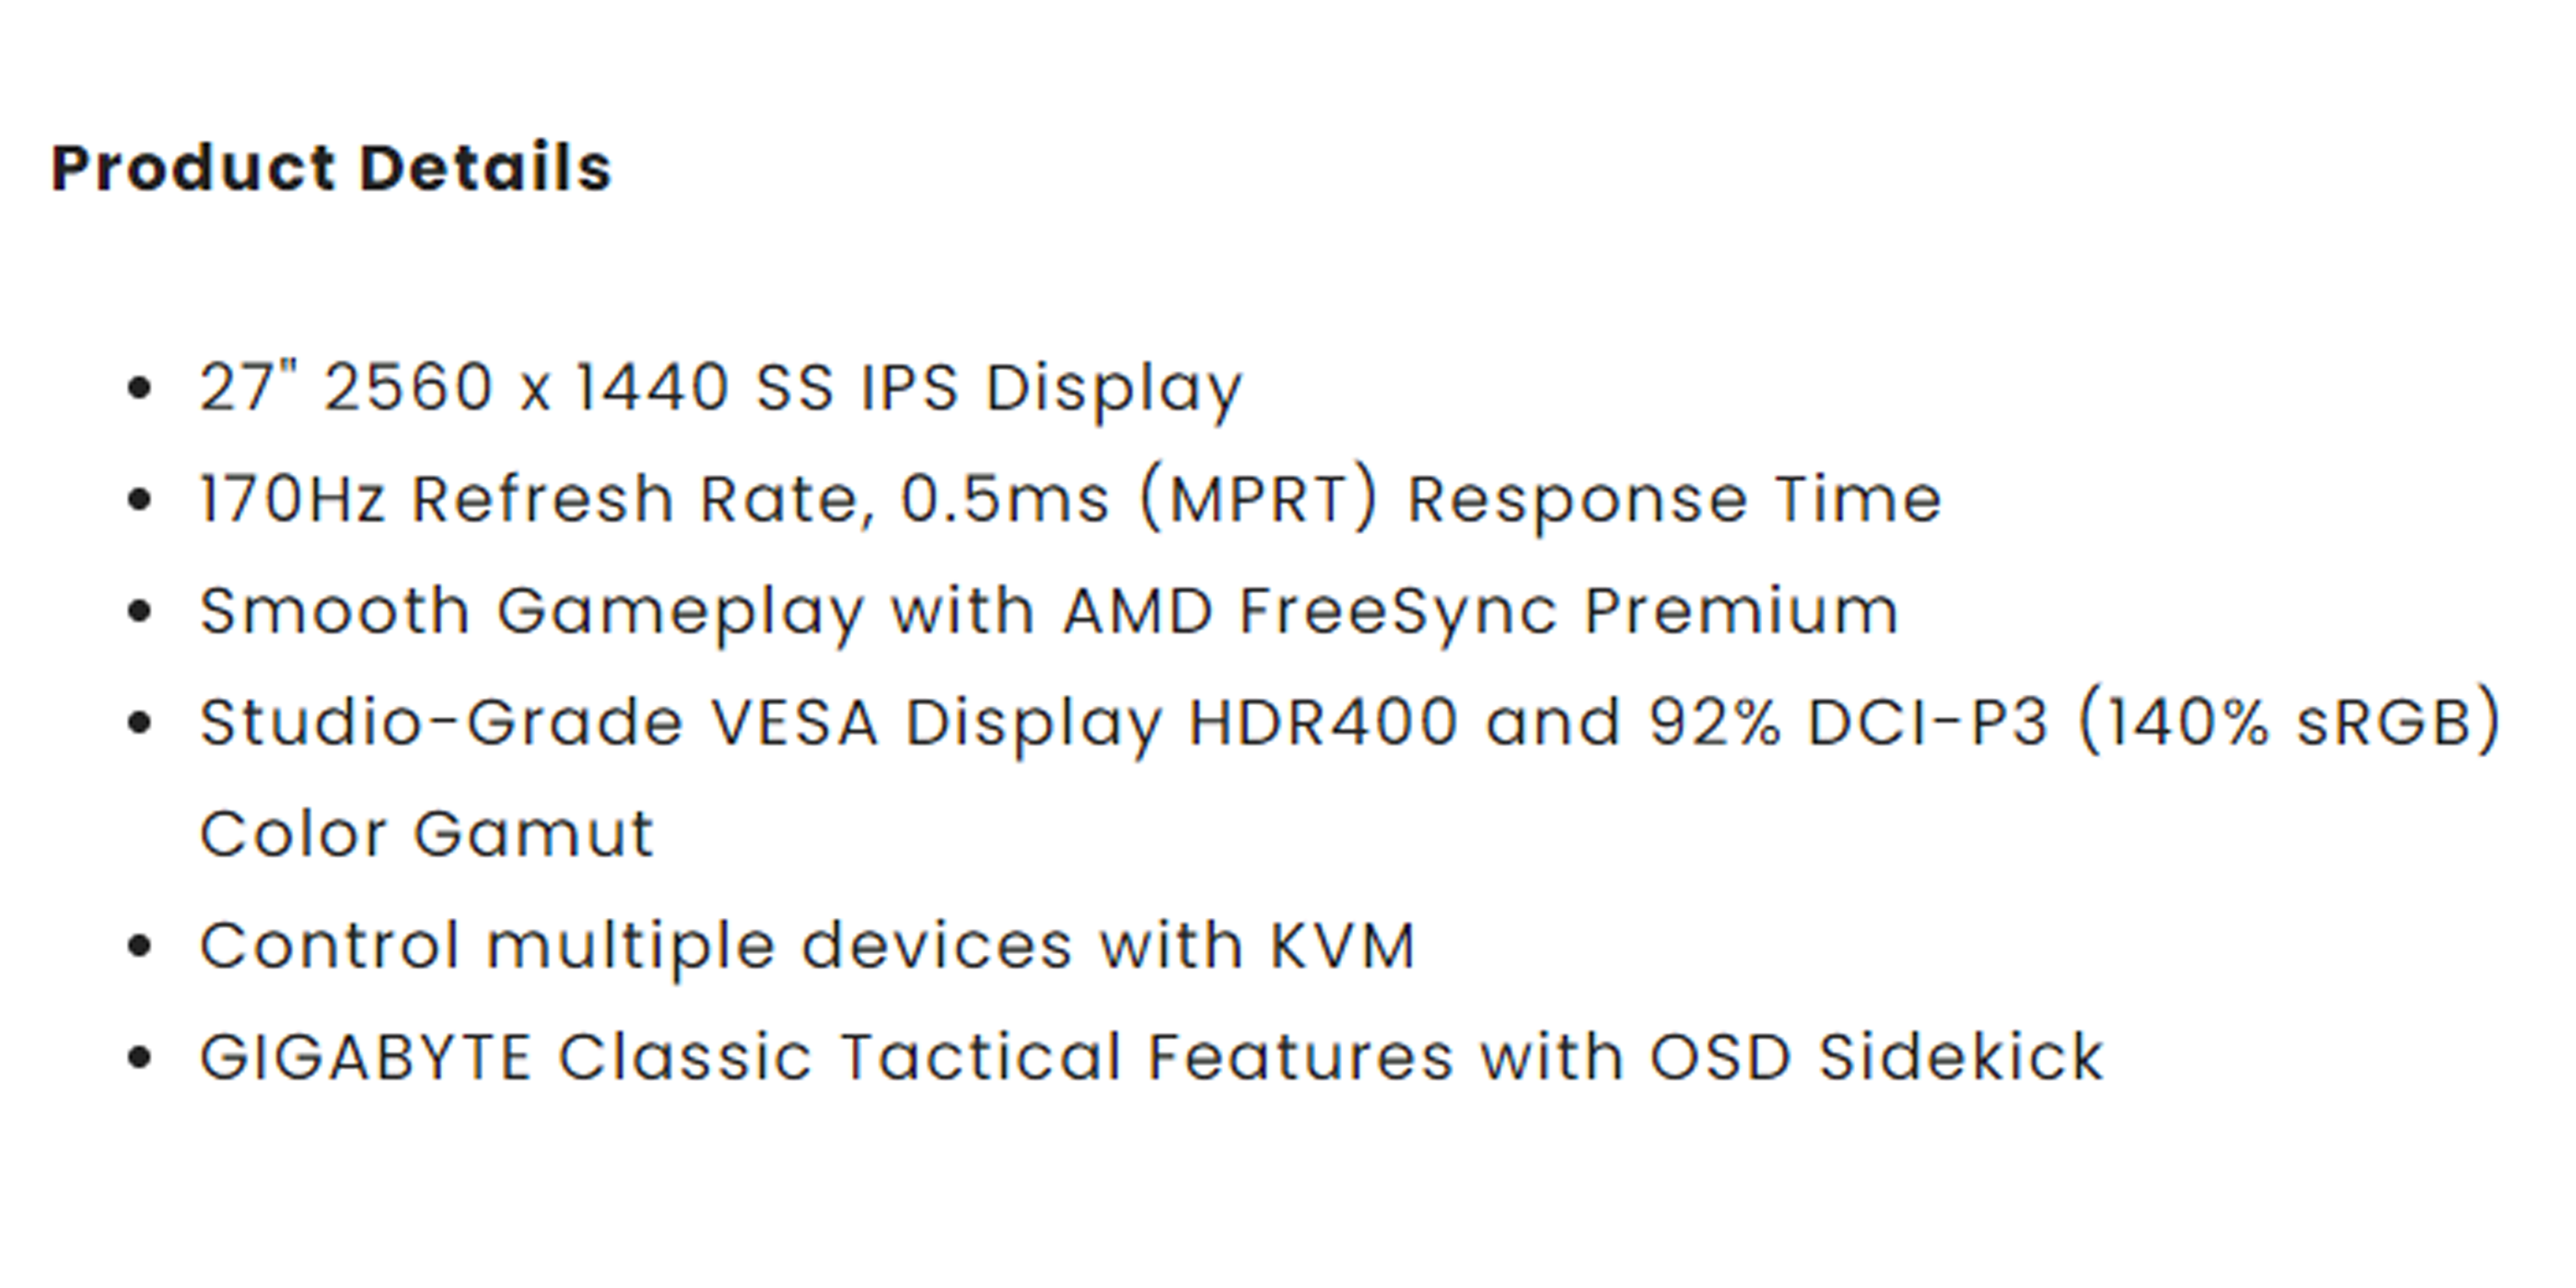 Product Details
• 27" 2560 x 1440 SS IPS Display
• 170Hz Refresh Rate, 0.5ms (MPRT) Response Time
• Smooth Gameplay with AMD FreeSync Premium
• Studio-Grade VESA Display HDR400 and 92% DCI-P3 (140% sRGB)
Color Gamut
• Control multiple devices with KVM
• GIGABYTE Classic Tactical Features with OSD Sidekick